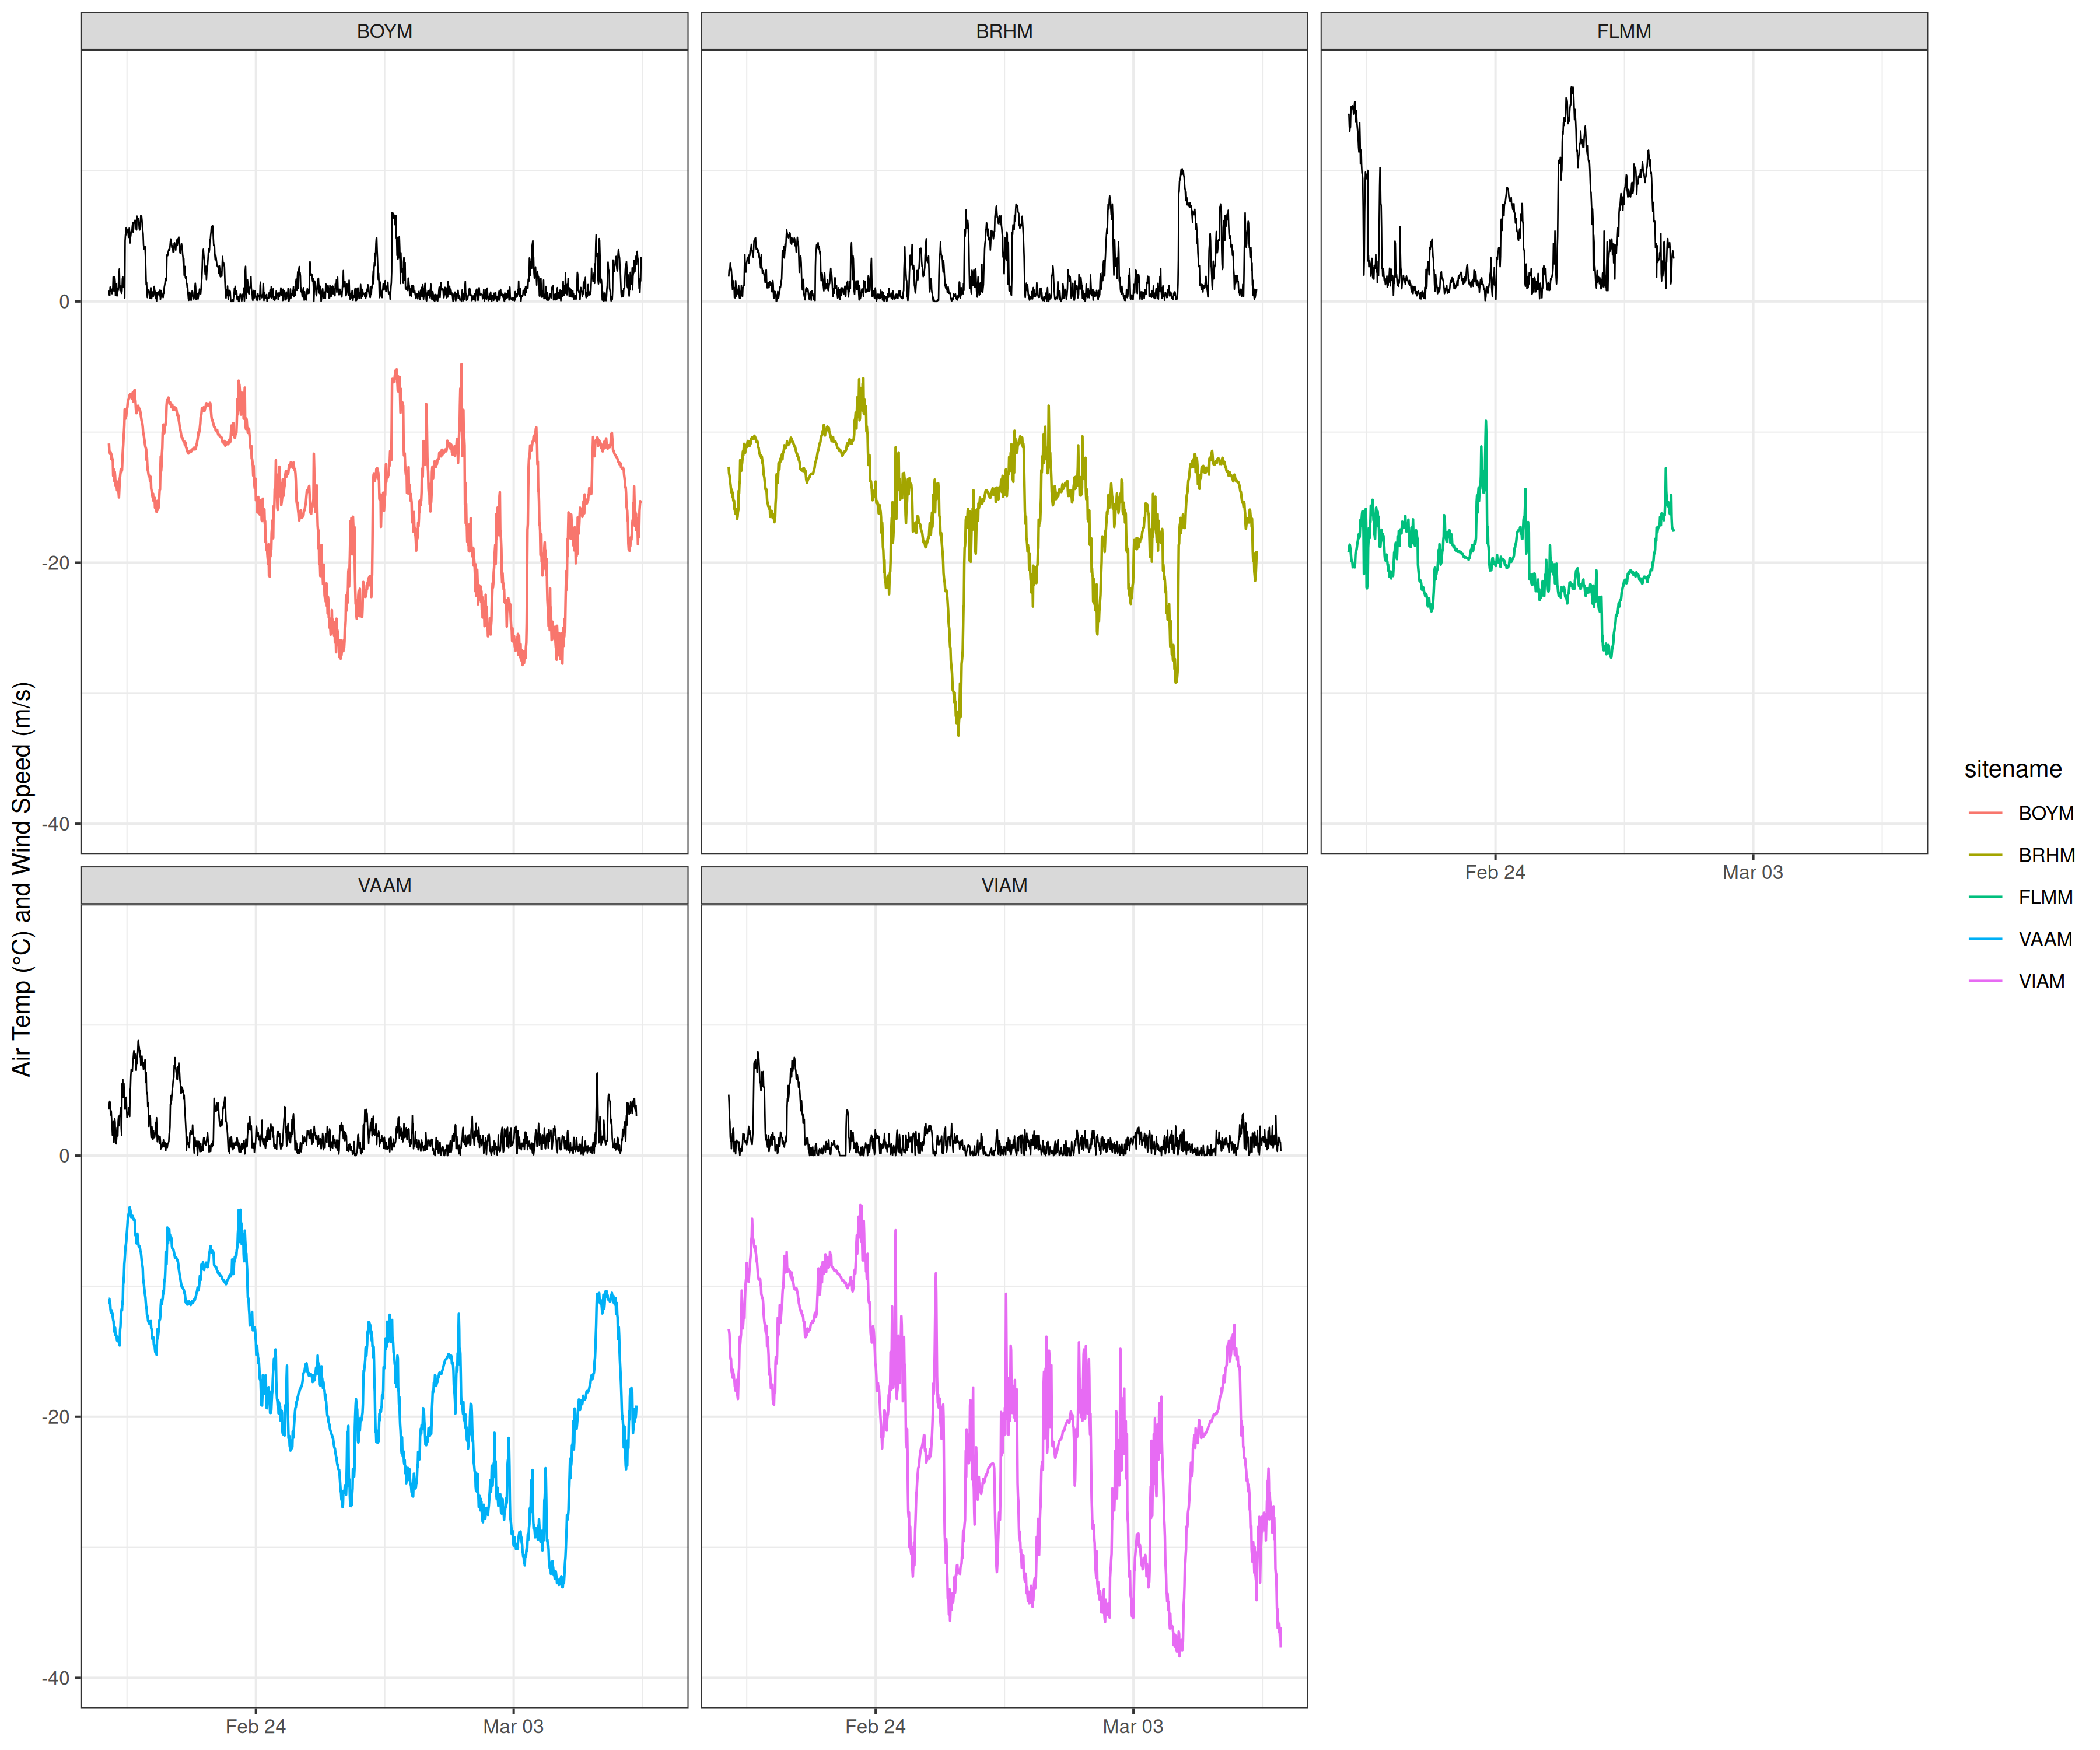 BOYM
BRHM
FLMM
0
-20
-40
Feb 24
Mar 03
VAAM
VIAM
0
-20
-40
Feb 24
Mar 03
Feb 24
Mar 03
Air Temp (°C) and Wind Speed (m/s)
sitename
BOYM
BRHM
FLMM
VAAM
VIAM